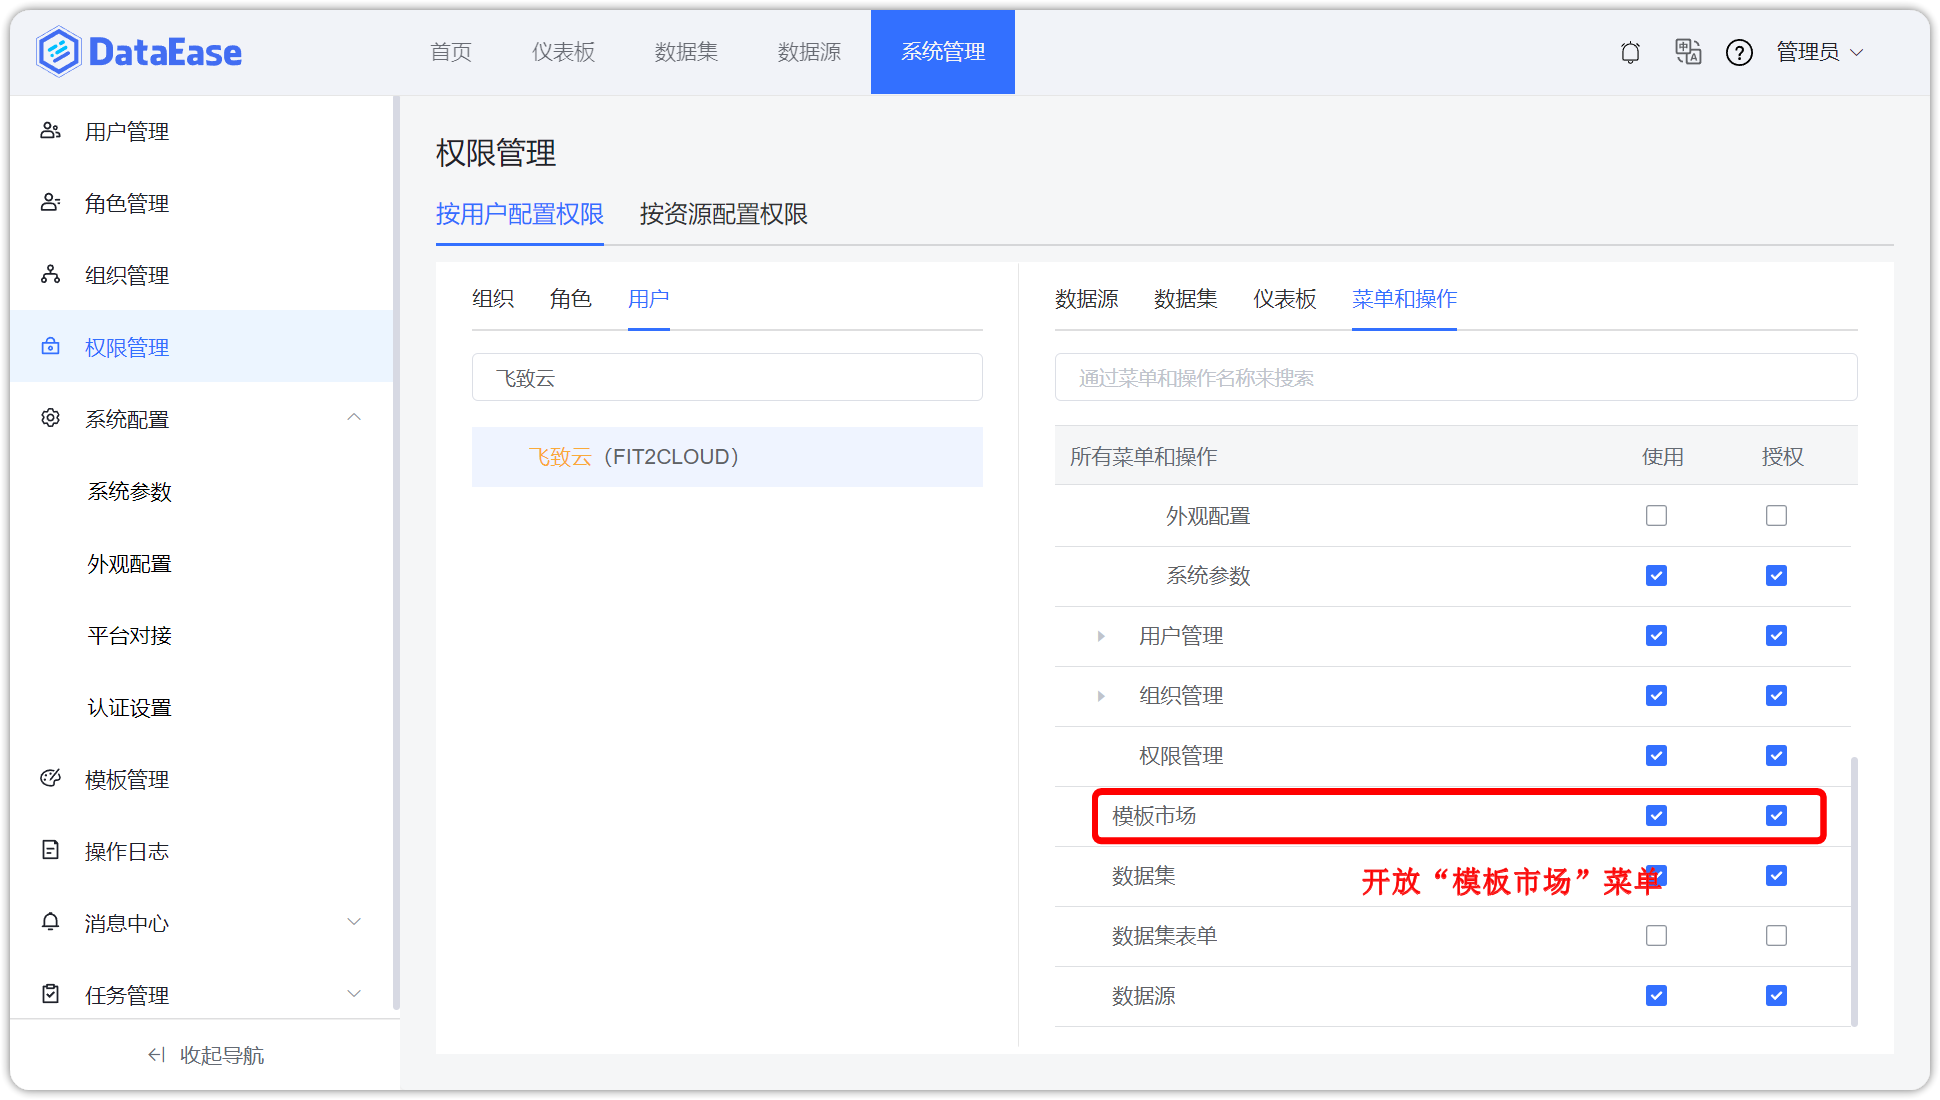 DataEase 首页 仪表板 数据集 数据源 系统管理 管理员
用户管理
角色管理
组织管理
权限管理
系统配置
系统参数
外观配置
平台对接
认证设置
模板管理
操作日志
消息中心
任务管理
收起导航
权限管理
按用户配置权限 按资源配置权限
组织 角色 用户
飞致云
飞致云（FIT2CLOUD）
数据源 数据集 仪表板 菜单和操作
通过菜单和操作名称来搜索
所有菜单和操作 使用 授权
外观配置
系统参数
用户管理
组织管理
权限管理
模板市场
数据集
开放“模板市场”菜单
数据集表单
数据源